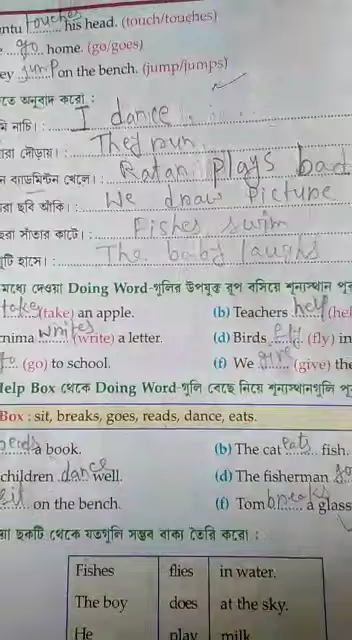 ntu touches his head. (touch/touches)
go home. (go/goes)
ey jump on the bench. (jump/jumps)
তে অনুবাদ করো :
মি নাচি। : I dance
রা দৌড়ায়। : They run
ন ব্যাডমিন্টন খেলে। : Ratan plays bad
রা ছবি আঁকি। : We draw picture
ছরা সাঁতার কাটে। : Fishes swim
শুটি হাসে। : The baby laughs
মধ্যে দেওয়া Doing Word-গুলির উপযুক্ত রূপ বসিয়ে শূন্যস্থান পূ
take (take) an apple. (b) Teachers help (hel
nima writes (write) a letter. (d) Birds fly (fly) in
go (go) to school. (f) We give (give) the
Help Box থেকে Doing Word-গুলি বেছে নিয়ে শূন্যস্থানগুলি পূ
Box : sit, breaks, goes, reads, dance, eats.
reads a book. (b) The cat eats fish.
children dance well. (d) The fisherman go
sit on the bench. (f) Tom breaks a glass
রা ছকটি থেকে যতগুলি সম্ভব বাক্য তৈরি করো :
Fishes flies in water.
The boy does at the sky.
He play milk